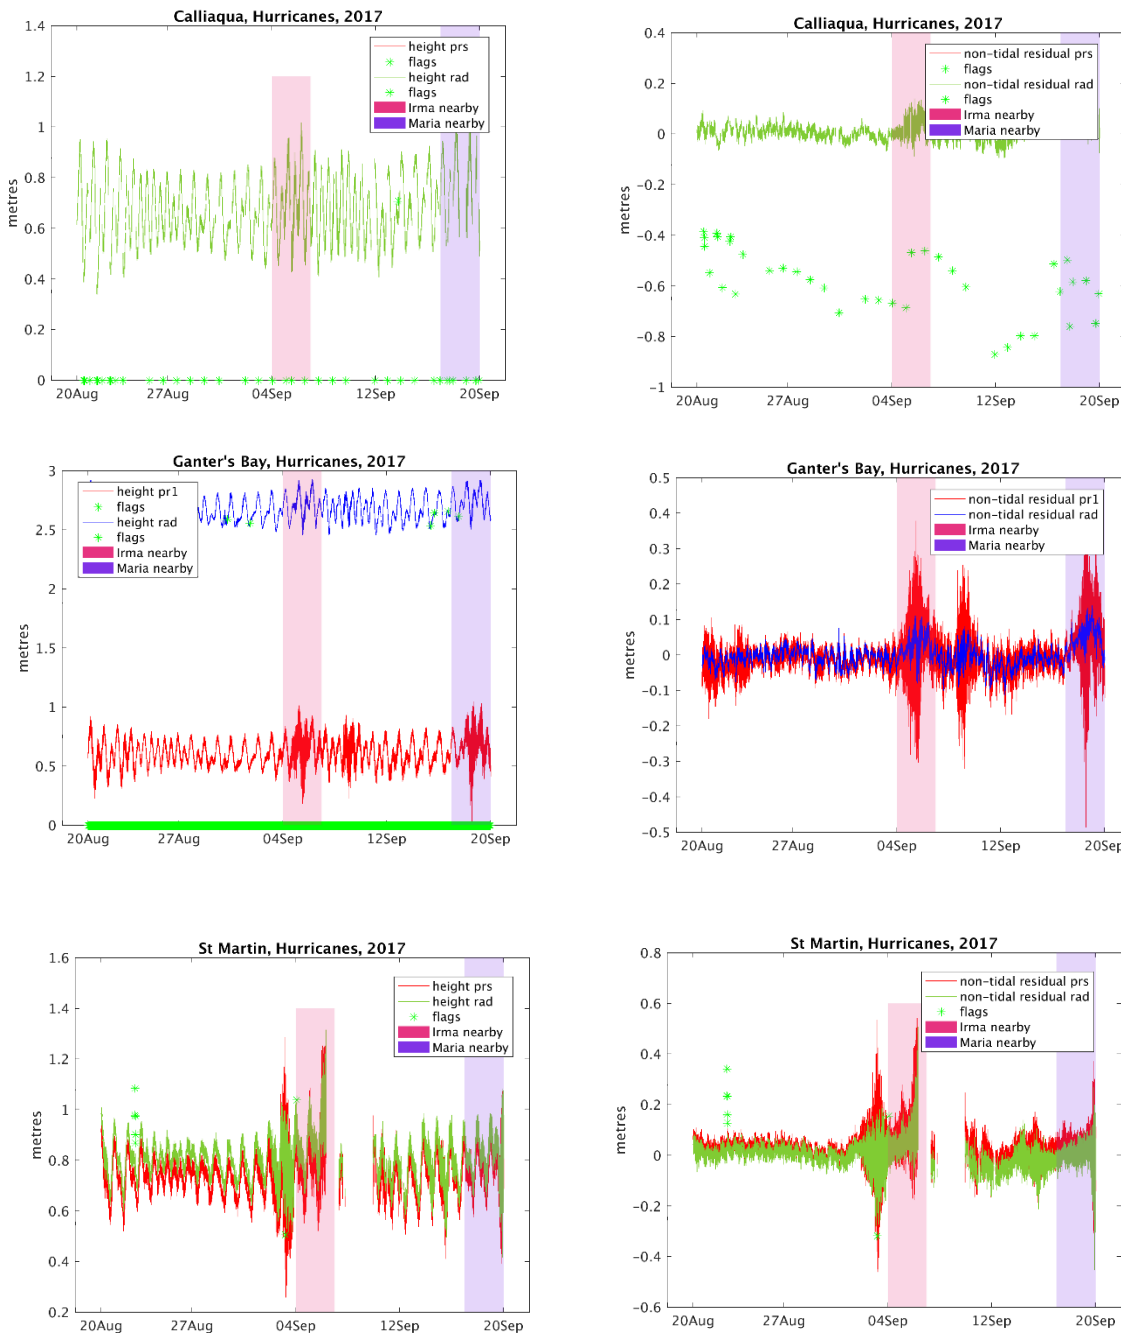 Calliaqua, Hurricanes, 2017
1.4
1.2
1
0.8
0.6
0.4
0.2
0
metres
height prs
flags
height rad
flags
Irma nearby
Maria nearby
20Aug 27Aug 04Sep 12Sep 20Sep
Calliaqua, Hurricanes, 2017
0.4
0.2
0
-0.2
-0.4
-0.6
-0.8
-1
metres
non-tidal residual prs
flags
non-tidal residual rad
flags
Irma nearby
Maria nearby
20Aug 27Aug 04Sep 12Sep 20Sep
Ganter's Bay, Hurricanes, 2017
3
2.5
2
1.5
1
0.5
0
metres
height pr1
flags
height rad
flags
Irma nearby
Maria nearby
20Aug 27Aug 04Sep 12Sep 20Sep
Ganter's Bay, Hurricanes, 2017
0.5
0.4
0.3
0.2
0.1
0
-0.1
-0.2
-0.3
-0.4
-0.5
metres
non-tidal residual pr1
non-tidal residual rad
Irma nearby
Maria nearby
20Aug 27Aug 04Sep 12Sep 20Sep
St Martin, Hurricanes, 2017
1.6
1.4
1.2
1
0.8
0.6
0.4
0.2
metres
height prs
height rad
flags
Irma nearby
Maria nearby
20Aug 27Aug 04Sep 12Sep 20Sep
St Martin, Hurricanes, 2017
0.8
0.6
0.4
0.2
0
-0.2
-0.4
-0.6
metres
non-tidal residual prs
non-tidal residual rad
flags
Irma nearby
Maria nearby
20Aug 27Aug 04Sep 12Sep 20Sep